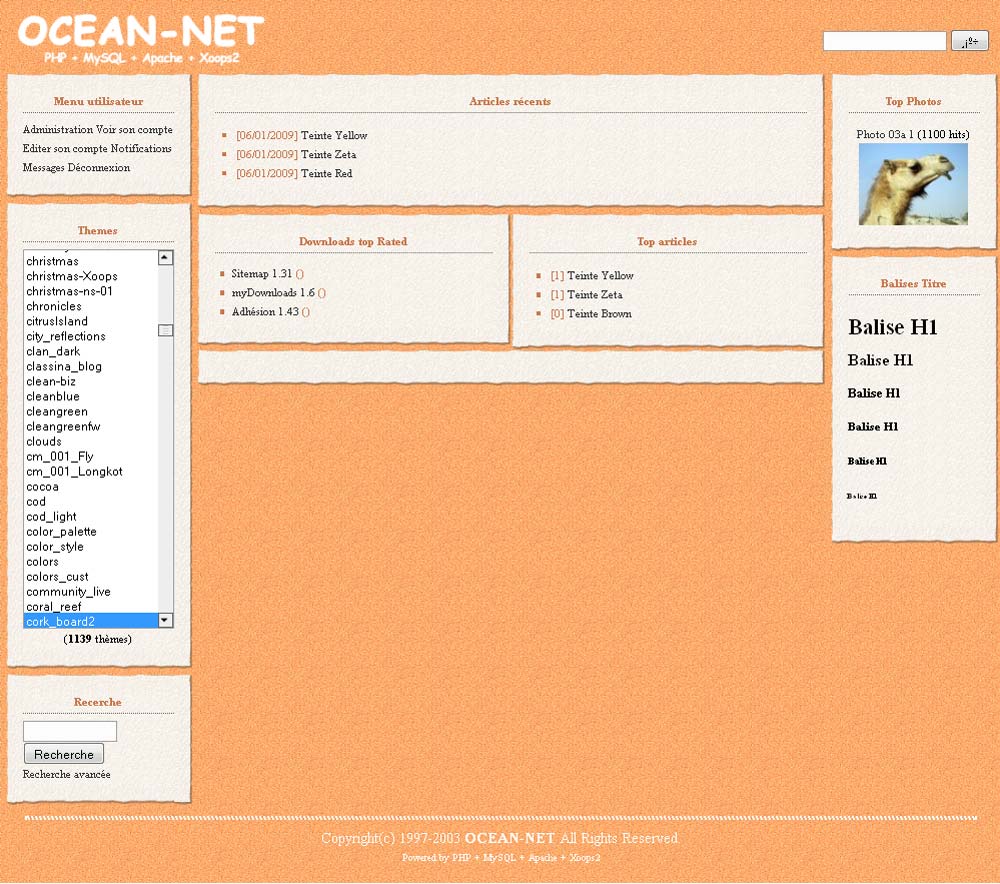 OCEAN-NET
PHP + MySQL + Apache + Xoops2
Menu utilisateur
Administration Voir son compte
Editer son compte Notifications
Messages Déconnexion
Themes
christmas
christmas-Xoops
christmas-ns-01
chronicles
citrusIsland
city_reflections
clan_dark
classina_blog
clean-biz
cleanblue
cleangreen
cleangreenfw
clouds
cm_001_Fly
cm_001_Longkot
cocoa
cod
cod_light
color_palette
color_style
colors
colors_cust
community_live
coral_reef
cork_board2
(1139 thèmes)
Recerche
Recherche
Recherche avancée
Articles récents
[06/01/2009] Teinte Yellow
[06/01/2009] Teinte Zeta
[06/01/2009] Teinte Red
Downloads top Rated
Sitemap 1.31 ()
myDownloads 1.6 ()
Adhésion 1.43 ()
Top articles
[1] Teinte Yellow
[1] Teinte Zeta
[0] Teinte Brown
Top Photos
Photo 03a 1 (1100 hits)
Balises Titre
Balise H1
Balise H1
Balise H1
Balise H1
Balise H1
Balise H1
Copyright(c) 1997-2003 OCEAN-NET All Rights Reserved
Powered by PHP + MySQL + Apache + Xoops2